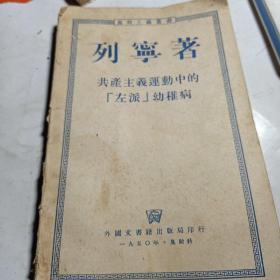 列寧著
共產主義運動中的
「左派」幼稚病
外國文書籍出版局印行
一九五〇年·莫斯科